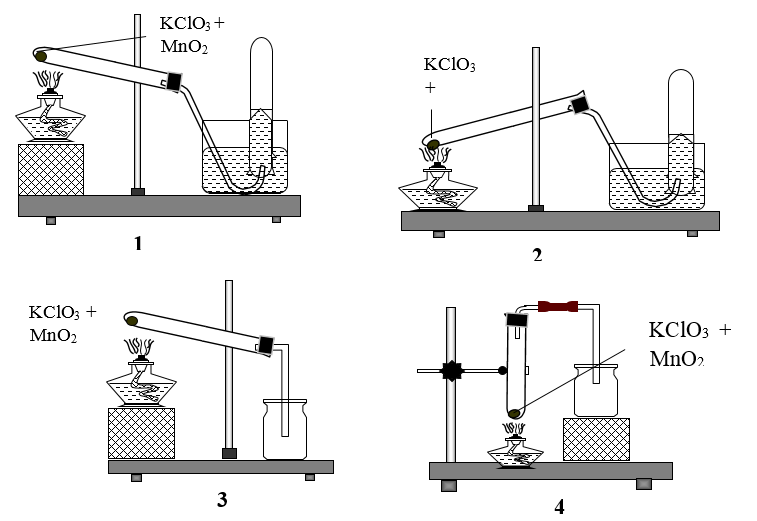 KClO3 +
MnO2
1
KClO3
+
2
KClO3 +
MnO2
3
KClO3 +
MnO2
4